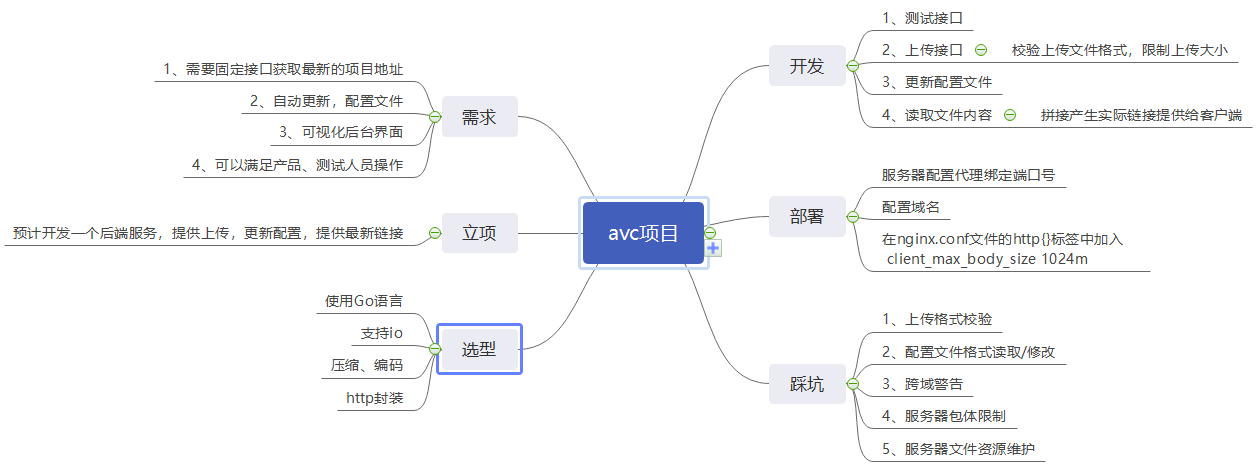 avc项目
需求
1、需要固定接口获取最新的项目地址
2、自动更新，配置文件
3、可视化后台界面
4、可以满足产品、测试人员操作
立项
预计开发一个后端服务，提供上传，更新配置，提供最新链接
选型
使用Go语言
支持io
压缩、编码
http封装
开发
1、测试接口
2、上传接口
校验上传文件格式，限制上传大小
3、更新配置文件
4、读取文件内容
拼接产生实际链接提供给客户端
部署
服务器配置代理绑定端口号
配置域名
在nginx.conf文件的http{}标签中加入
client_max_body_size 1024m
踩坑
1、上传格式校验
2、配置文件格式读取/修改
3、跨域警告
4、服务器包体限制
5、服务器文件资源维护